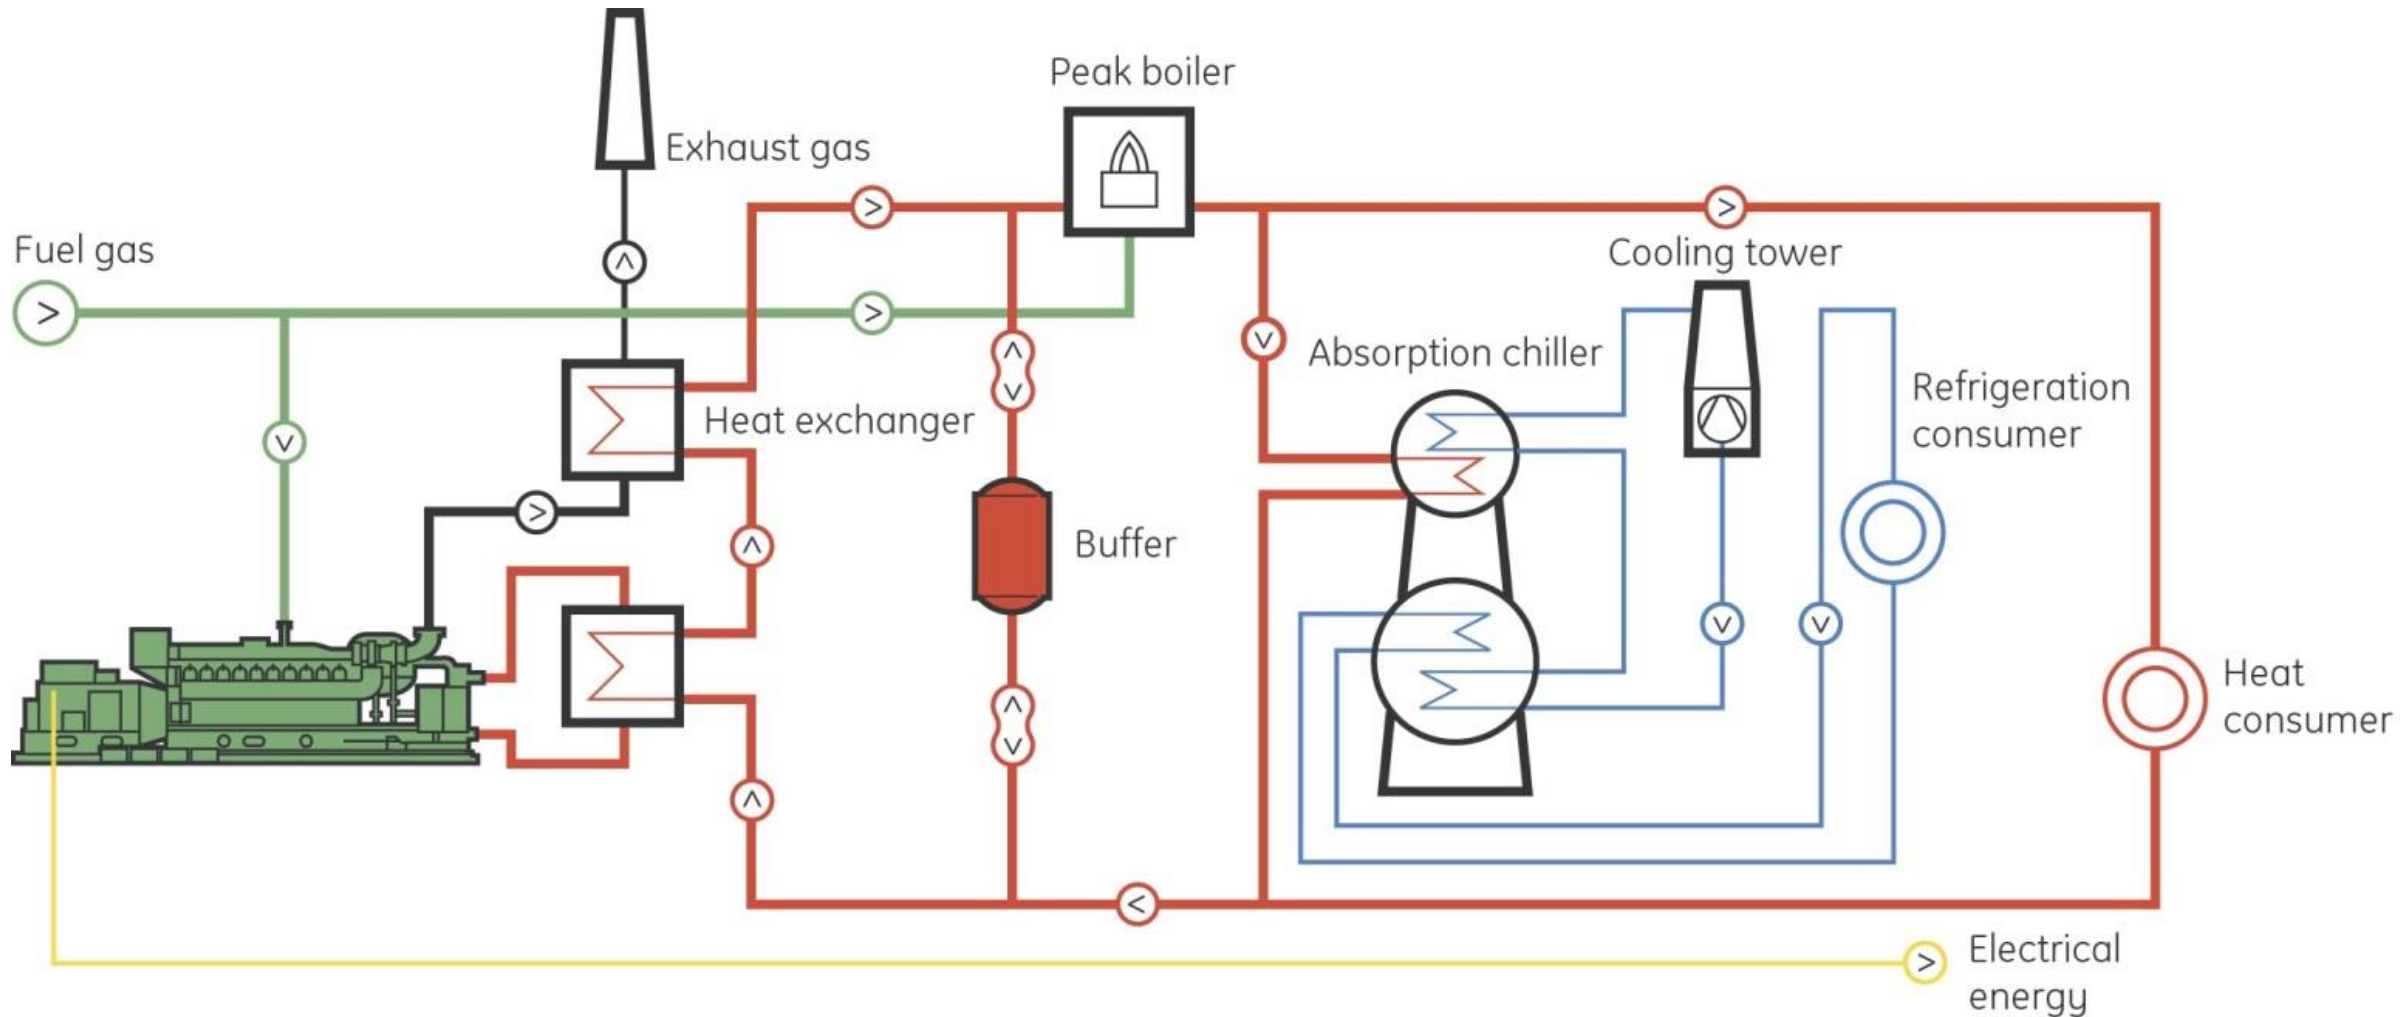 Peak boiler
Exhaust gas
Fuel gas
Cooling tower
Absorption chiller
Refrigeration
consumer
Heat exchanger
Buffer
Heat
consumer
Electrical
energy